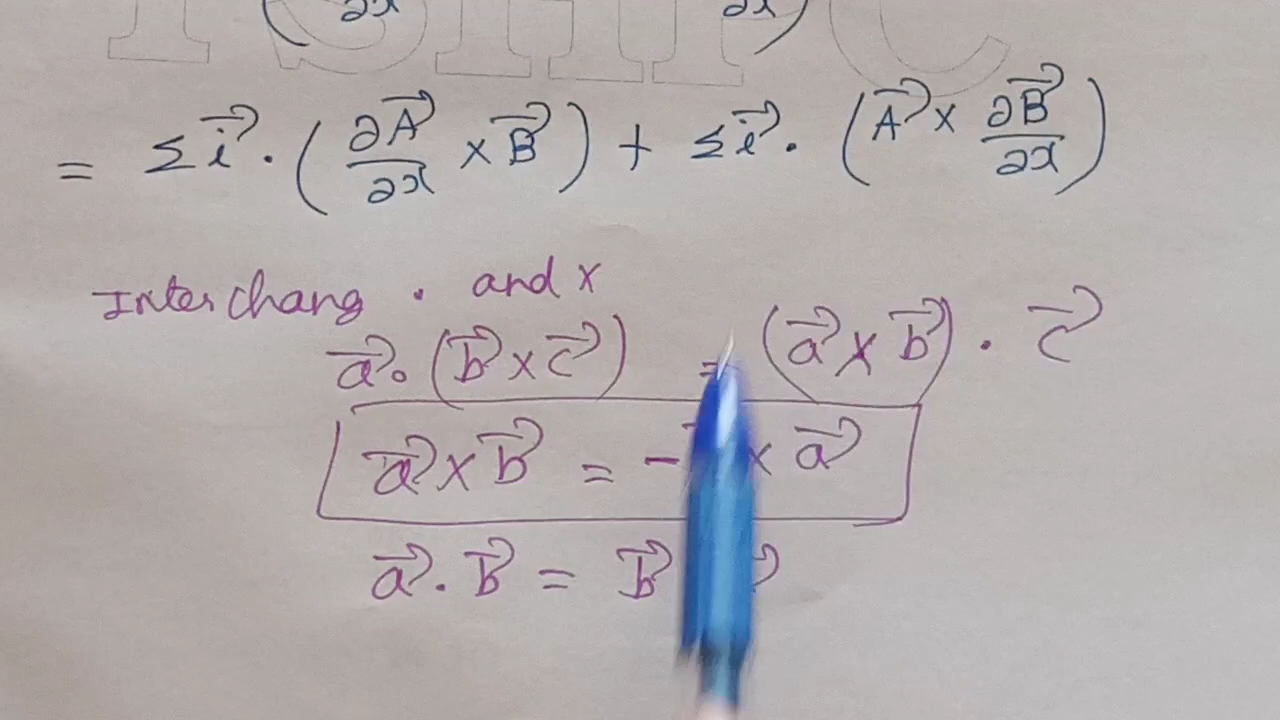 ∂x ∂x
= Σ i⃗ · ( ∂A⃗/∂x × B⃗ ) + Σ i⃗ · ( A⃗ × ∂B⃗/∂x )
Interchang · and ×
a⃗ · ( b⃗ × c⃗ ) = ( a⃗ × b⃗ ) · c⃗
a⃗ × b⃗ = - × a⃗
a⃗ · b⃗ = b⃗